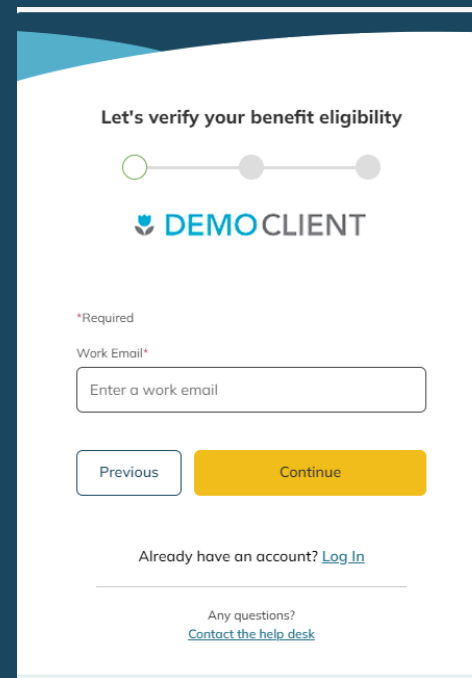 Let's verify your benefit eligibility
DEMOCLIENT
*Required
Work Email*
Enter a work email
Previous
Continue
Already have an account? Log In
Any questions?
Contact the help desk